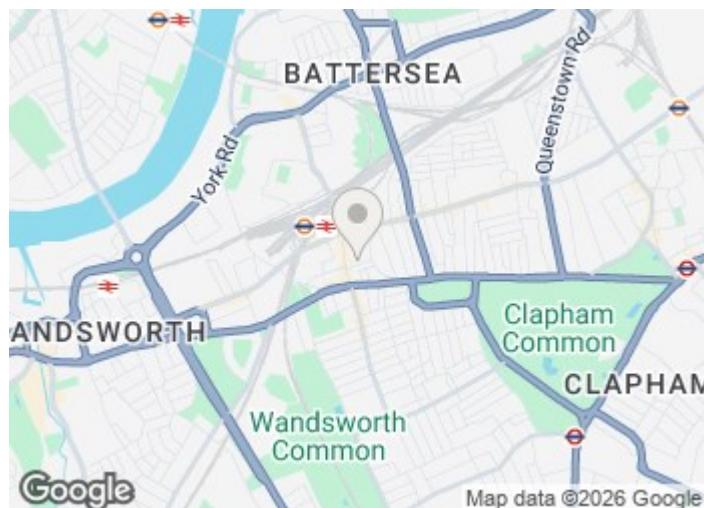 BATTERSEA
Queenstown Rd
York Rd
ANDSWORTH
Clapham
Common
CLAPHAM
Wandsworth
Common
Google
Map data ©2026 Google